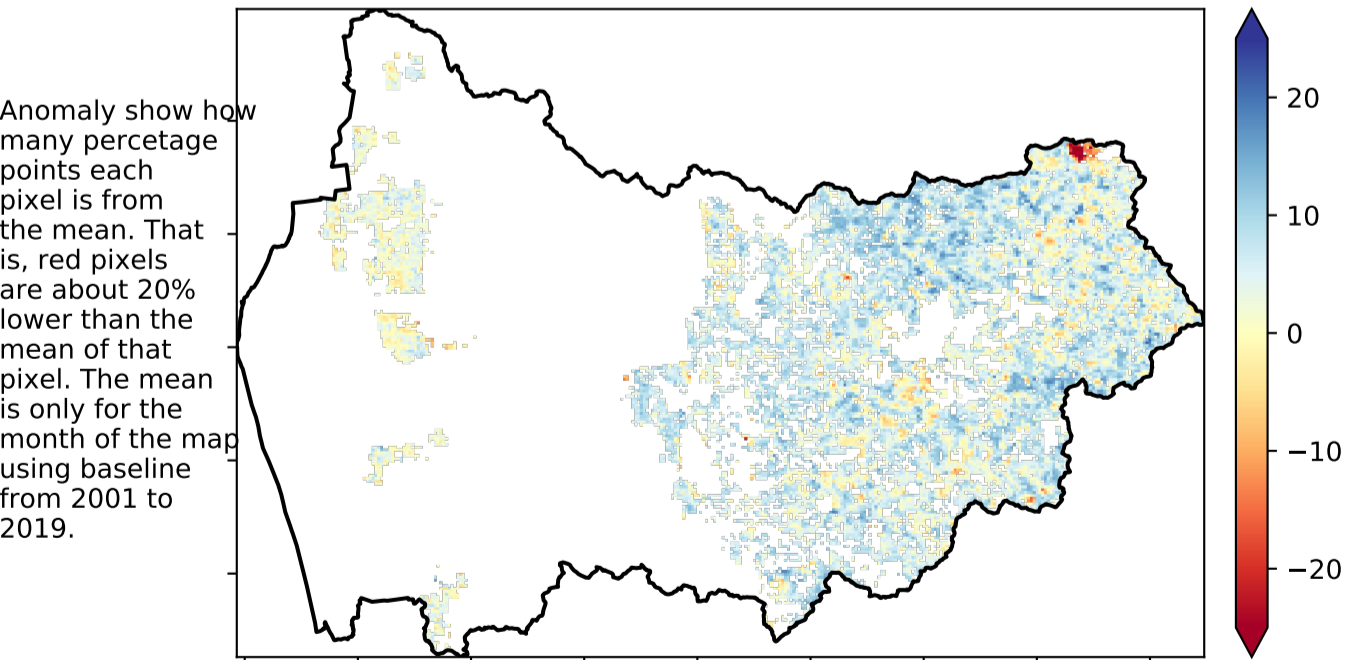 Anomaly show how
many percetage
points each
pixel is from
the mean. That
is, red pixels
are about 20%
lower than the
mean of that
pixel. The mean
is only for the
month of the map
using baseline
from 2001 to
2019.
20
10
0
−10
−20